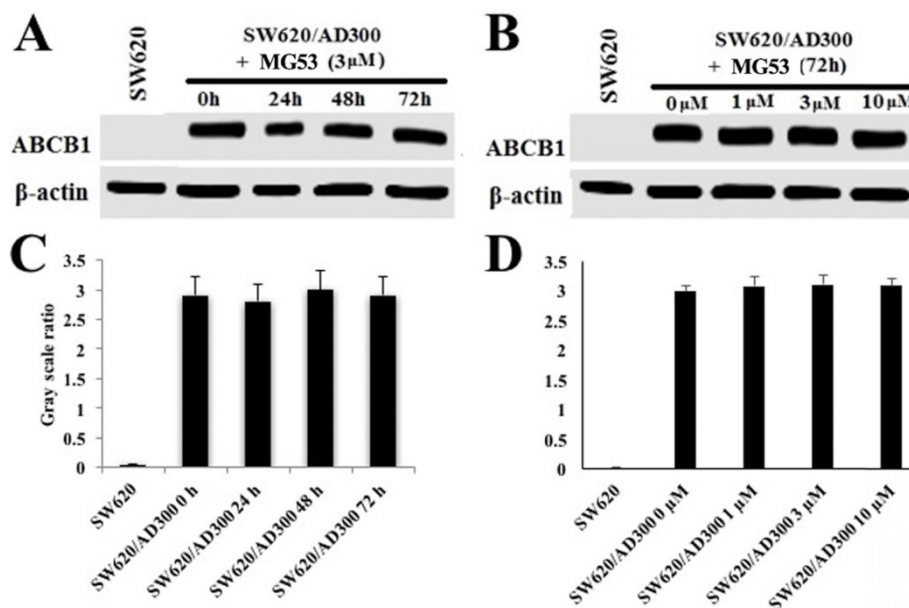 A
SW620
SW620/AD300
+ MG53 (3μM)
0h 24h 48h 72h
ABCB1
β-actin
B
SW620
SW620/AD300
+ MG53 (72h)
0 μM 1 μM 3μM 10 μM
ABCB1
β-actin
C
Gray scale ratio
3.5
3
2.5
2
1.5
1
0.5
0
SW620
SW620/AD300 0 h
SW620/AD300 24 h
SW620/AD300 48 h
SW620/AD300 72 h
D
3.5
3
2.5
2
1.5
1
0.5
0
SW620
SW620/AD300 0 μM
SW620/AD300 1 μM
SW620/AD300 3 μM
SW620/AD300 10 μM